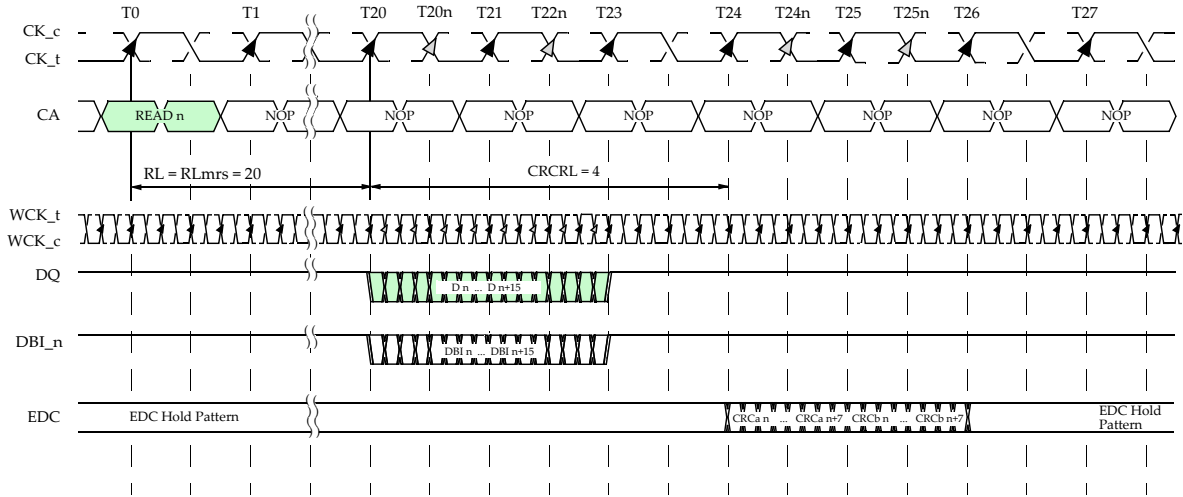 T0 T1 T20 T20n T21 T22n T23 T24 T24n T25 T25n T26 T27
CK_c
CK_t
CA READ n NOP NOP NOP NOP NOP NOP NOP NOP
RL = RLmrs = 20 CRCRL = 4
WCK_t
WCK_c
DQ
D n ... D n+15
DBI_n
DBI n ... DBI n+15
EDC EDC Hold Pattern CRCa n ... CRCa n+7 CRCb n ... CRCb n+7 EDC Hold
Pattern